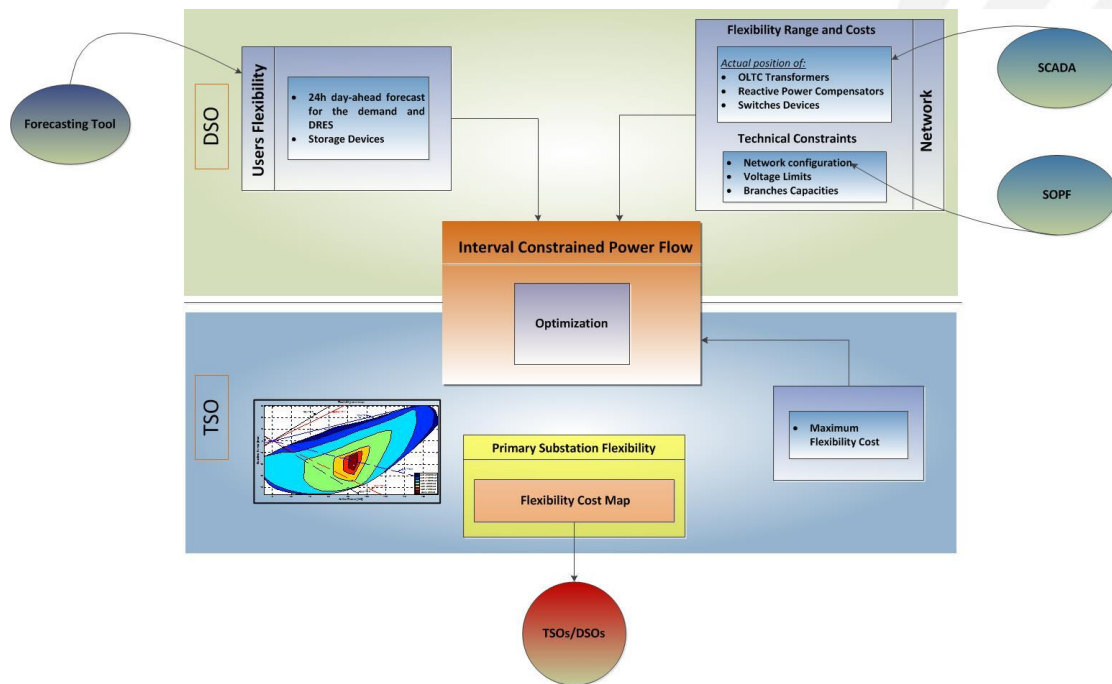 Forecasting Tool
DSO
Users Flexibility
• 24h day-ahead forecast
for the demand and
DRES
• Storage Devices
Flexibility Range and Costs
Actual position of:
• OLTC Transformers
• Reactive Power Compensators
• Switches Devices
Technical Constraints
• Network configuration
• Voltage Limits
• Branches Capacities
Network
SCADA
SOPF
Interval Constrained Power Flow
Optimization
TSO
Primary Substation Flexibility
Flexibility Cost Map
• Maximum
Flexibility Cost
TSOs/DSOs